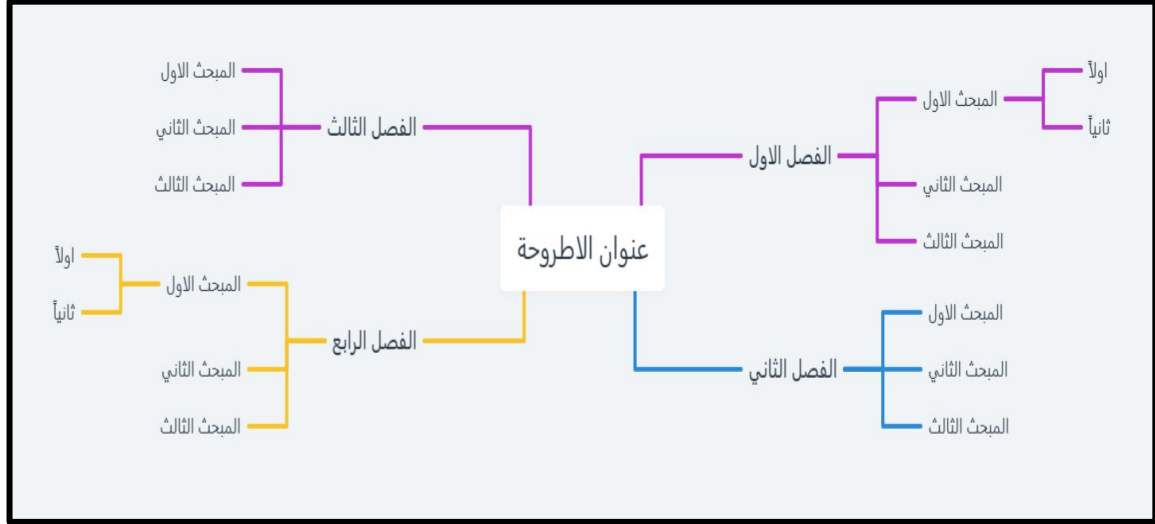 عنوان الاطروحة
الفصل الاول
المبحث الاول
اولاً
ثانياً
المبحث الثاني
المبحث الثالث
الفصل الثاني
المبحث الاول
المبحث الثاني
المبحث الثالث
الفصل الثالث
المبحث الاول
المبحث الثاني
المبحث الثالث
الفصل الرابع
المبحث الاول
اولاً
ثانياً
المبحث الثاني
المبحث الثالث